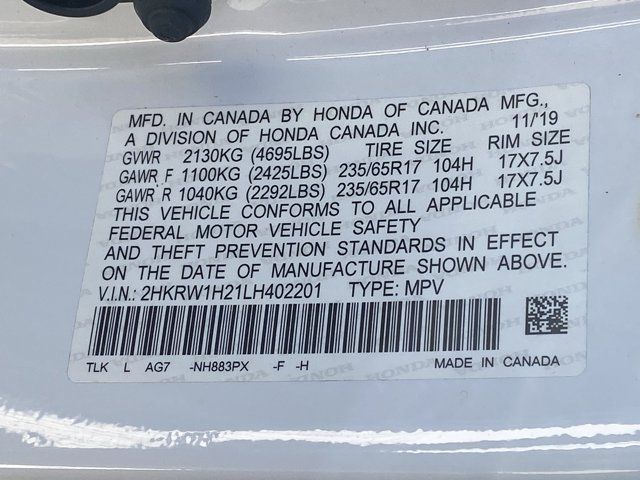 MFD. IN CANADA BY HONDA OF CANADA MFG.,
A DIVISION OF HONDA CANADA INC. 11/19
GVWR 2130KG (4695LBS) TIRE SIZE RIM SIZE
GAWR F 1100KG (2425LBS) 235/65R17 104H 17X7.5J
GAWR R 1040KG (2292LBS) 235/65R17 104H 17X7.5J
THIS VEHICLE CONFORMS TO ALL APPLICABLE
FEDERAL MOTOR VEHICLE SAFETY
AND THEFT PREVENTION STANDARDS IN EFFECT
ON THE DATE OF MANUFACTURE SHOWN ABOVE.
V.I.N.: 2HKRW1H21LH402201 TYPE: MPV
TLK L AG7 -NH883PX -F -H MADE IN CANADA